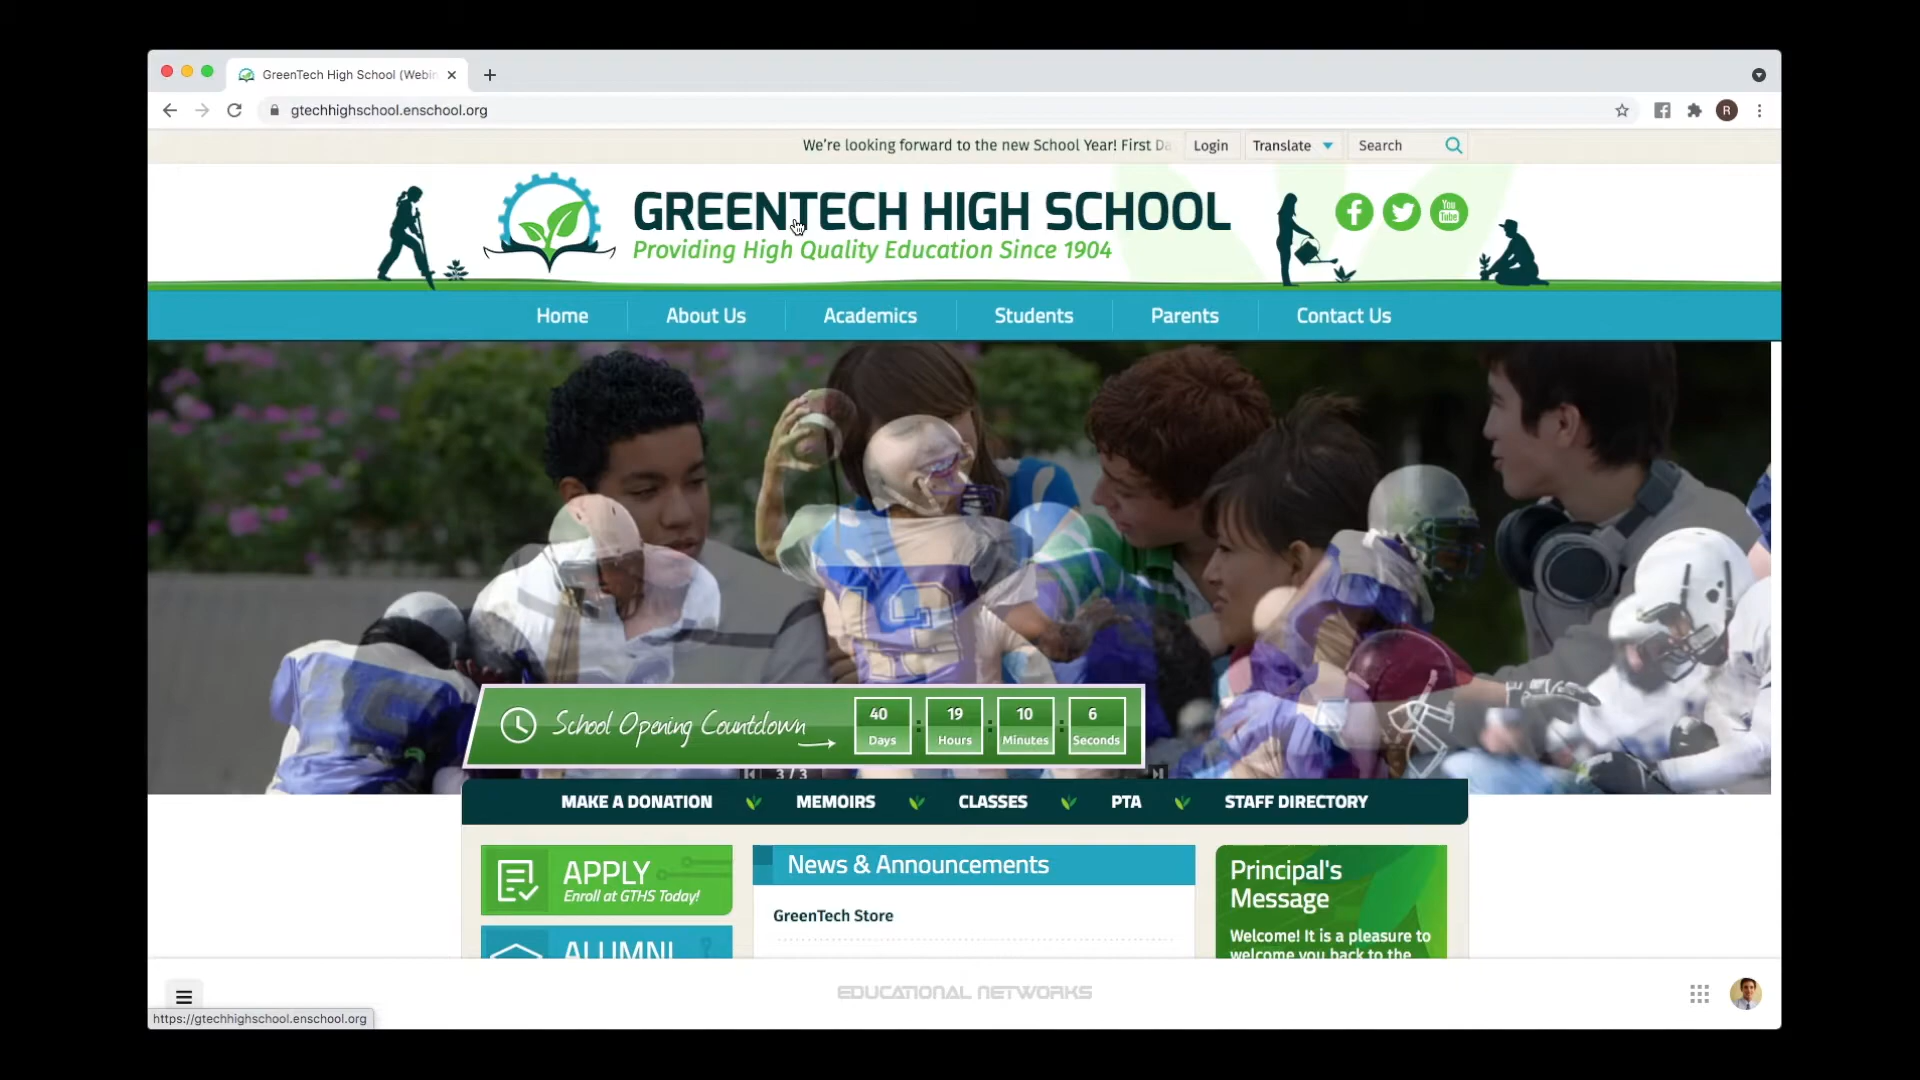 GreenTech High School (Webin
gtechhighschool.enschool.org
R
We're looking forward to the new School Year! First Da
Login
Translate
Search
GREENTECH HIGH SCHOOL
Providing High Quality Education Since 1904
You
Tube
Home
About Us
Academics
Students
Parents
Contact Us
School Opening Countdown
40
Days
:
19
Hours
:
10
Minutes
:
6
Seconds
3 / 3
MAKE A DONATION
MEMOIRS
CLASSES
PTA
STAFF DIRECTORY
APPLY
Enroll at GTHS Today!
ALUMNI
News & Announcements
GreenTech Store
Principal's
Message
Welcome! It is a pleasure to
welcome you back to the
EDUCATIONAL NETWORKS
https://gtechhighschool.enschool.org